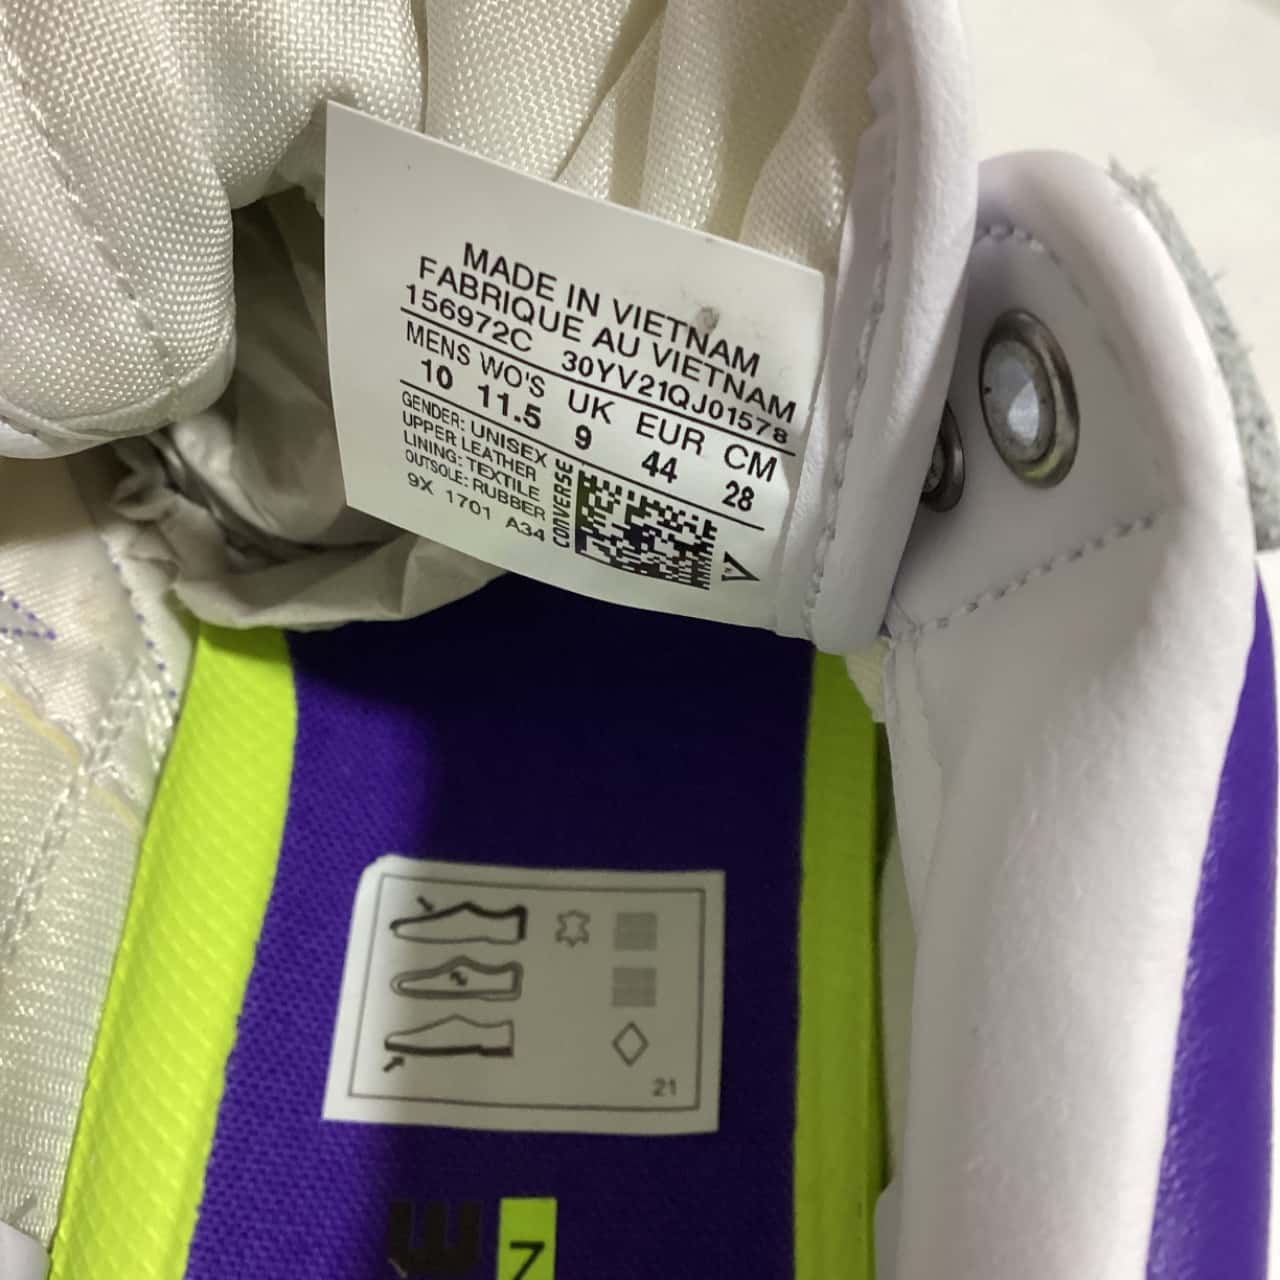 MADE IN VIETNAM
FABRIQUE AU VIETNAM
156972C 30YV21QJ01578
MENS WO'S UK EUR CM
10 11.5 9 44 28
GENDER: UNISEX
UPPER LEATHER
LINING: TEXTILE
OUTSOLE: RUBBER
9X 1701 A34
CONVERSE
21